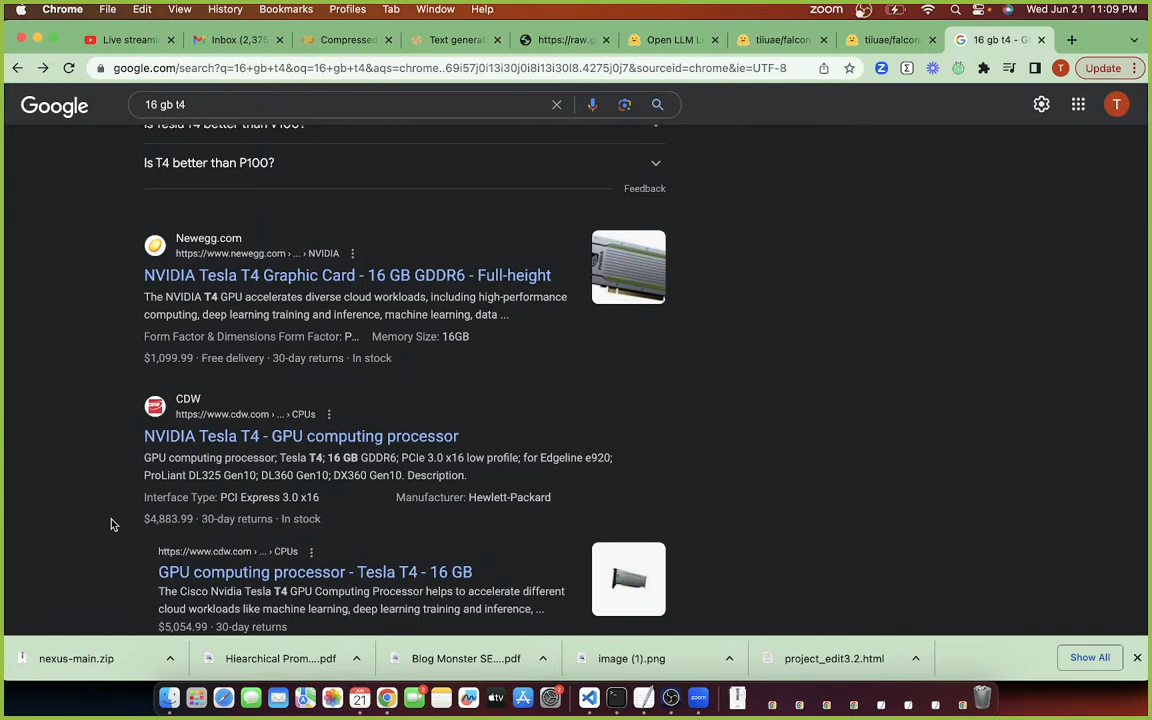 Chrome File Edit View History Bookmarks Profiles Tab Window Help zoom Wed Jun 21 11:09 PM
Live streami Inbox (2,375 Compressed Text genera https://raw.g Open LLM L tiiuae/falcon tiiuae/falcon 16 gb t4 - G
google.com/search?q=16+gb+t4&oq=16+gb+t4&aqs=chrome..69i57j0i13i30j0i8i13i30l8.4275j0j7&sourceid=chrome&ie=UTF-8 T Update
Google 16 gb t4 T
Is Tesla T4 better than V100?
Is T4 better than P100?
Feedback
Newegg.com
https://www.newegg.com › ... › NVIDIA
NVIDIA Tesla T4 Graphic Card - 16 GB GDDR6 - Full-height
The NVIDIA T4 GPU accelerates diverse cloud workloads, including high-performance
computing, deep learning training and inference, machine learning, data ...
Form Factor & Dimensions Form Factor: P... Memory Size: 16GB
$1,099.99 · Free delivery · 30-day returns · In stock
CDW
https://www.cdw.com › ... › CPUs
NVIDIA Tesla T4 - GPU computing processor
GPU computing processor; Tesla T4; 16 GB GDDR6; PCIe 3.0 x16 low profile; for Edgeline e920;
ProLiant DL325 Gen10; DL360 Gen10; DX360 Gen10. Description.
Interface Type: PCI Express 3.0 x16 Manufacturer: Hewlett-Packard
$4,883.99 · 30-day returns · In stock
https://www.cdw.com › ... › CPUs
GPU computing processor - Tesla T4 - 16 GB
The Cisco Nvidia Tesla T4 GPU Computing Processor helps to accelerate different
cloud workloads like machine learning, deep learning training and inference, ...
$5,054.99 · 30-day returns
nexus-main.zip Hiearchical Prom....pdf Blog Monster SE....pdf image (1).png project_edit3.2.html Show All